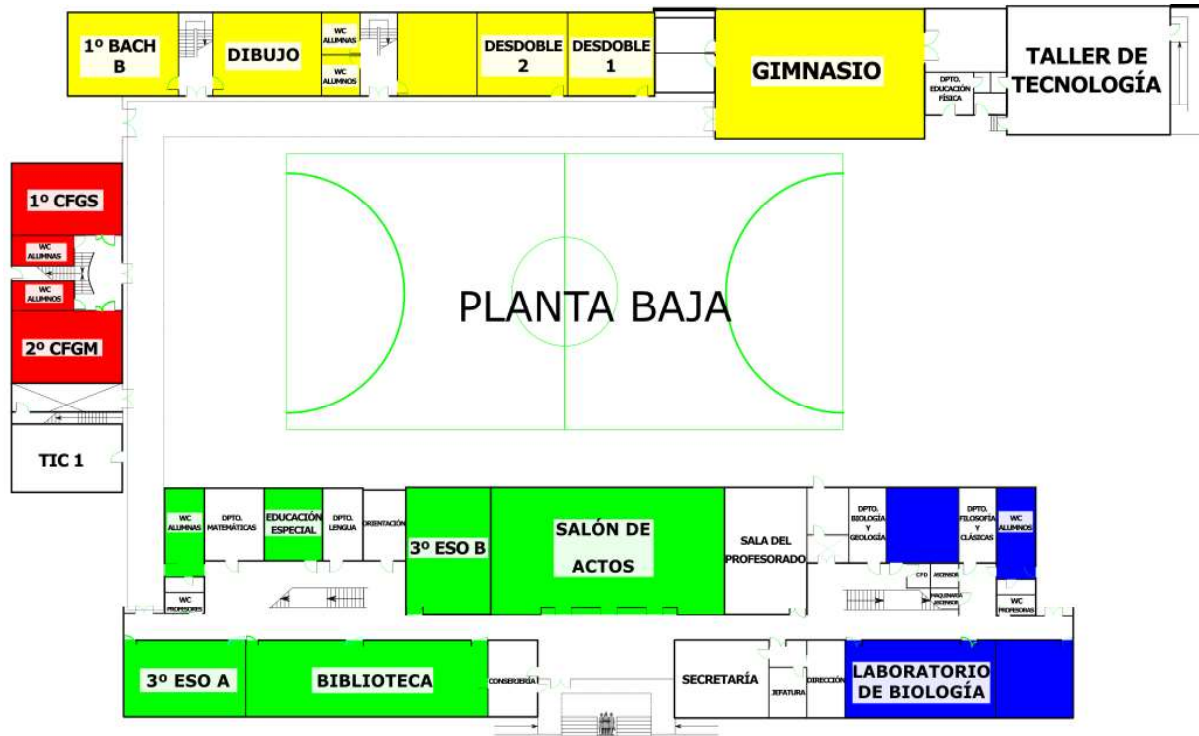 1º BACH
B
DIBUJO
WC
ALUMNAS
WC
ALUMNOS
DESDOBLE
2
DESDOBLE
1
GIMNASIO
DPTO.
EDUCACIÓN
FÍSICA
TALLER DE
TECNOLOGÍA
1º CFGS
WC
ALUMNAS
WC
ALUMNOS
2º CFGM
TIC 1
PLANTA BAJA
WC
ALUMNAS
DPTO.
MATEMÁTICAS
EDUCACIÓN
ESPECIAL
DPTO.
LENGUA
ORIENTACIÓN
3º ESO B
SALÓN DE
ACTOS
SALA DEL
PROFESORADO
DPTO.
BIOLOGÍA
Y
GEOLOGÍA
DPTO.
FILOSOFÍA
Y
CLÁSICAS
WC
ALUMNOS
CPD
ASCENSOR
MAQUINARIA
ASCENSOR
WC
PROFESORES
WC
PROFESORAS
3º ESO A
BIBLIOTECA
CONSERJERÍA
SECRETARÍA
JEFATURA
DIRECCIÓN
LABORATORIO
DE BIOLOGÍA